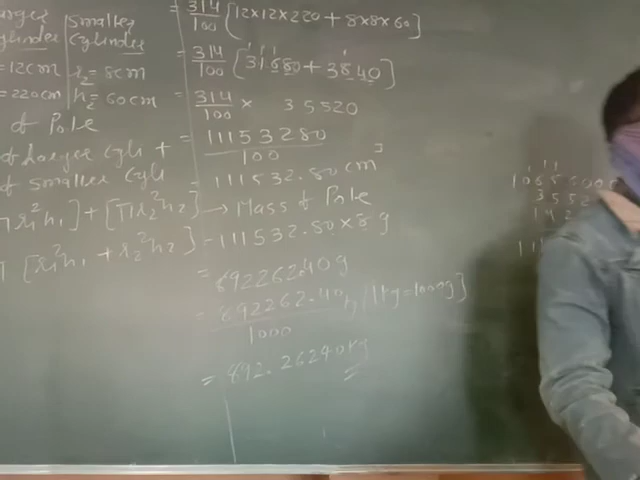 Larger | Smaller
Cylinder | Cylinder
= 12cm | r₂ = 8cm
= 220cm | h₂ = 60cm
of Pole
of Larger Cyli +
of smaller Cyli
πr₁²h₁] + [πr₂²h₂]
π [r₁²h₁ + r₂²h₂]
= 314/100 [12×12×220 + 8×8×60]
= 314/100 [31680 + 3840]
= 314/100 × 35520
= 11153280/100
= 111532.80 cm³
→ Mass of Pole
= 111532.80 × 8 g
= 892262.40 g
= 892262.40/1000 kg [1kg = 1000g]
= 892.26240 kg